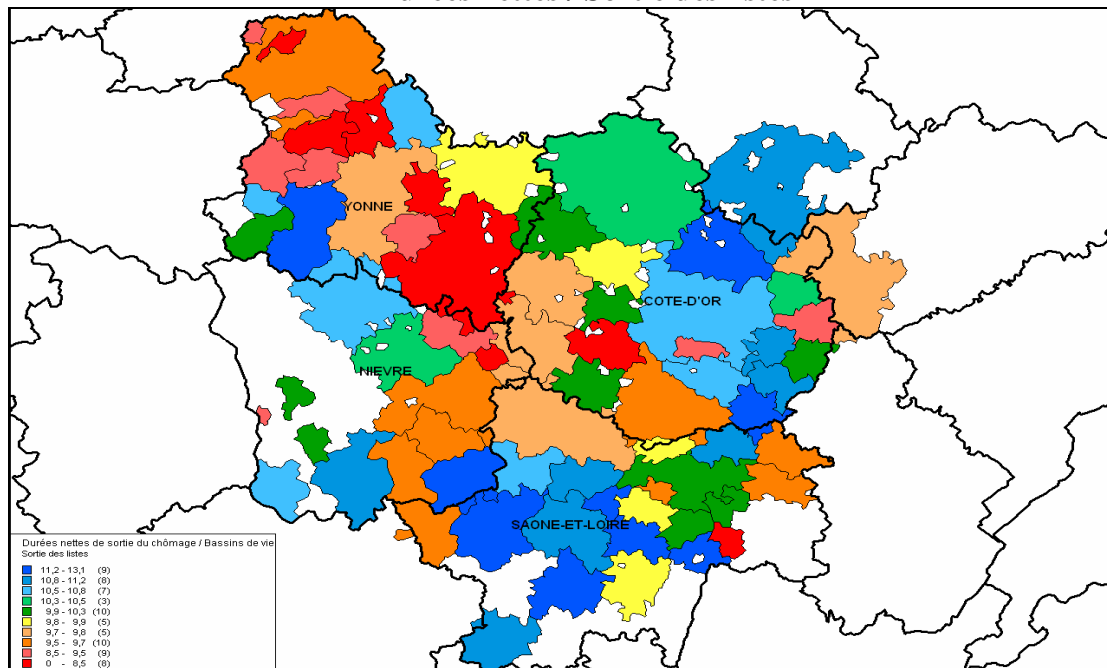 YONNE
COTE-D'OR
NIEVRE
SAONE-ET-LOIRE
Durées nettes de sortie du chômage / Bassins de vie
Sortie des listes
11,2 - 13,1 (9)
10,8 - 11,2 (8)
10,5 - 10,8 (7)
10,3 - 10,5 (3)
9,9 - 10,3 (10)
9,8 - 9,9 (5)
9,7 - 9,8 (5)
9,5 - 9,7 (10)
8,5 - 9,5 (9)
0 - 8,5 (8)